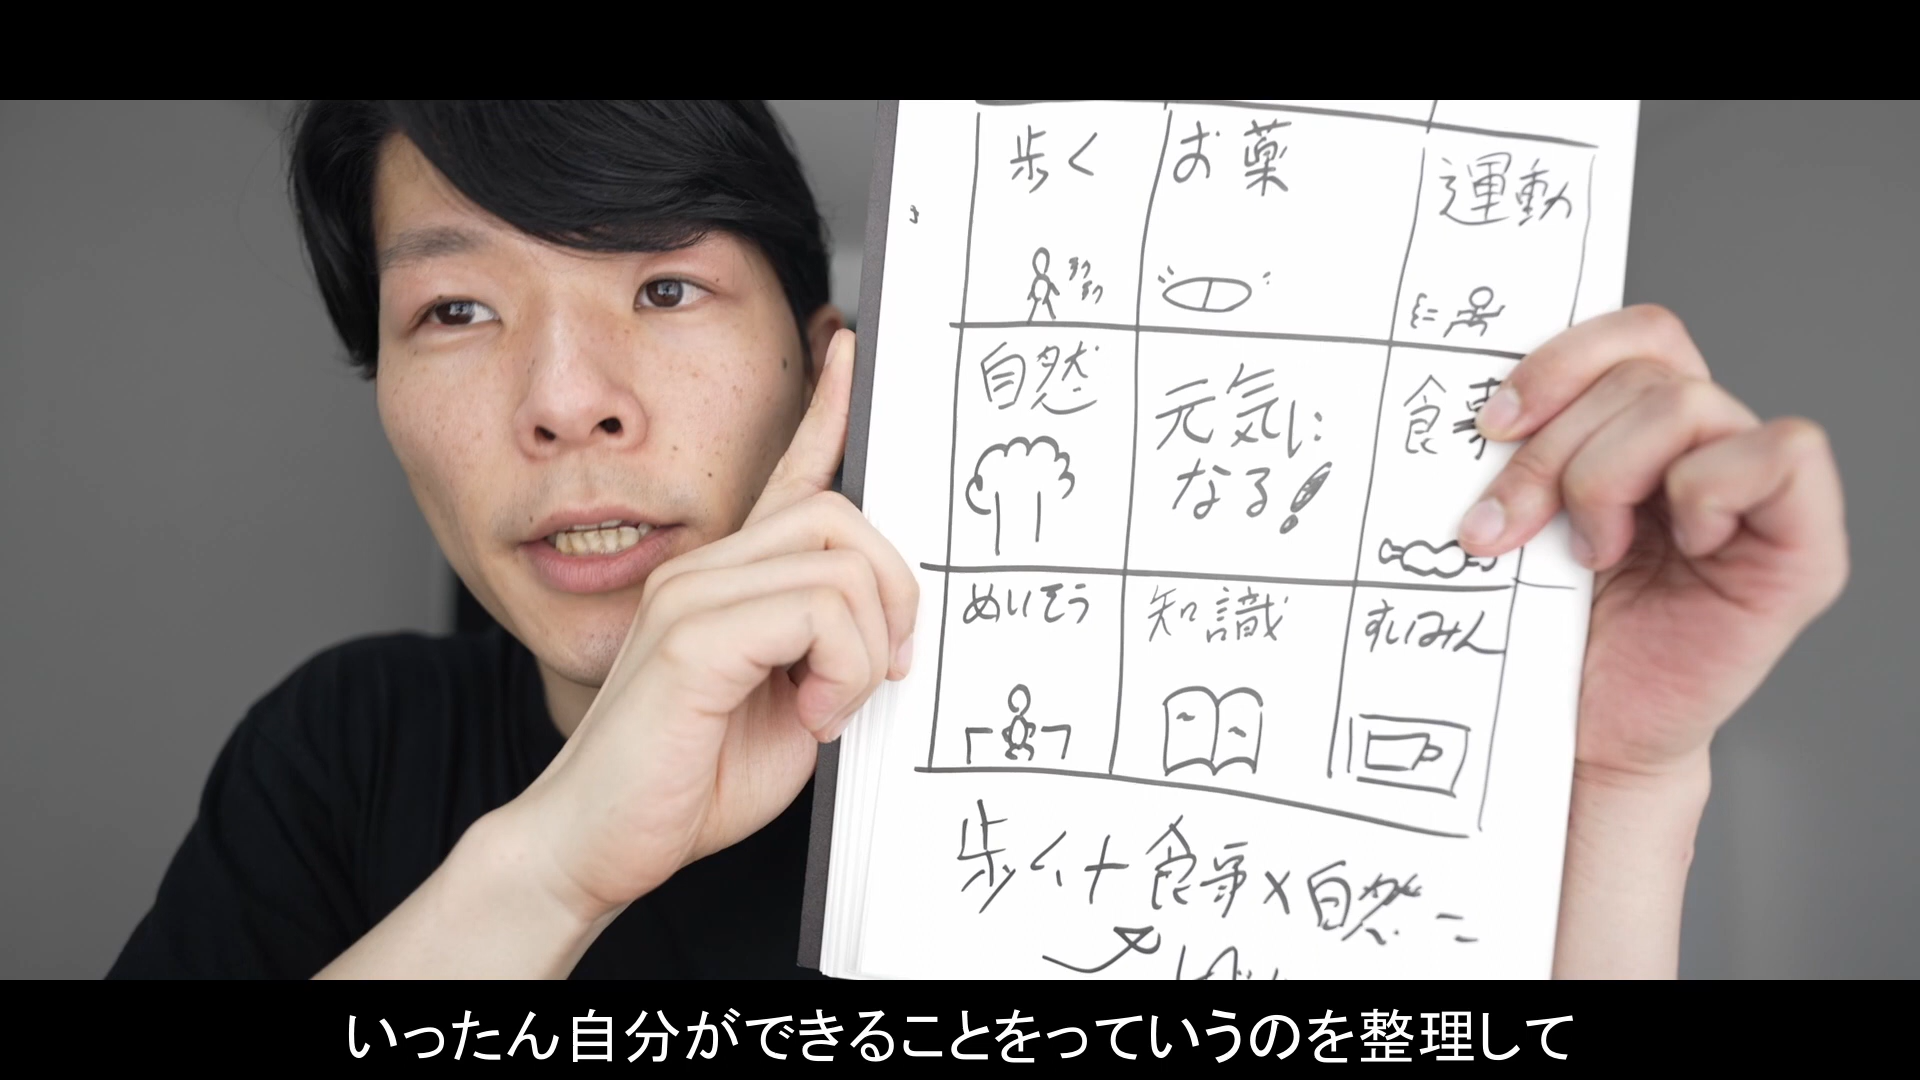 歩く
お薬
運動
自然
元気に
なる!
食事
めいそう
知識
すいみん
歩く+食事×自然=
いったん自分ができることをっていうのを整理して